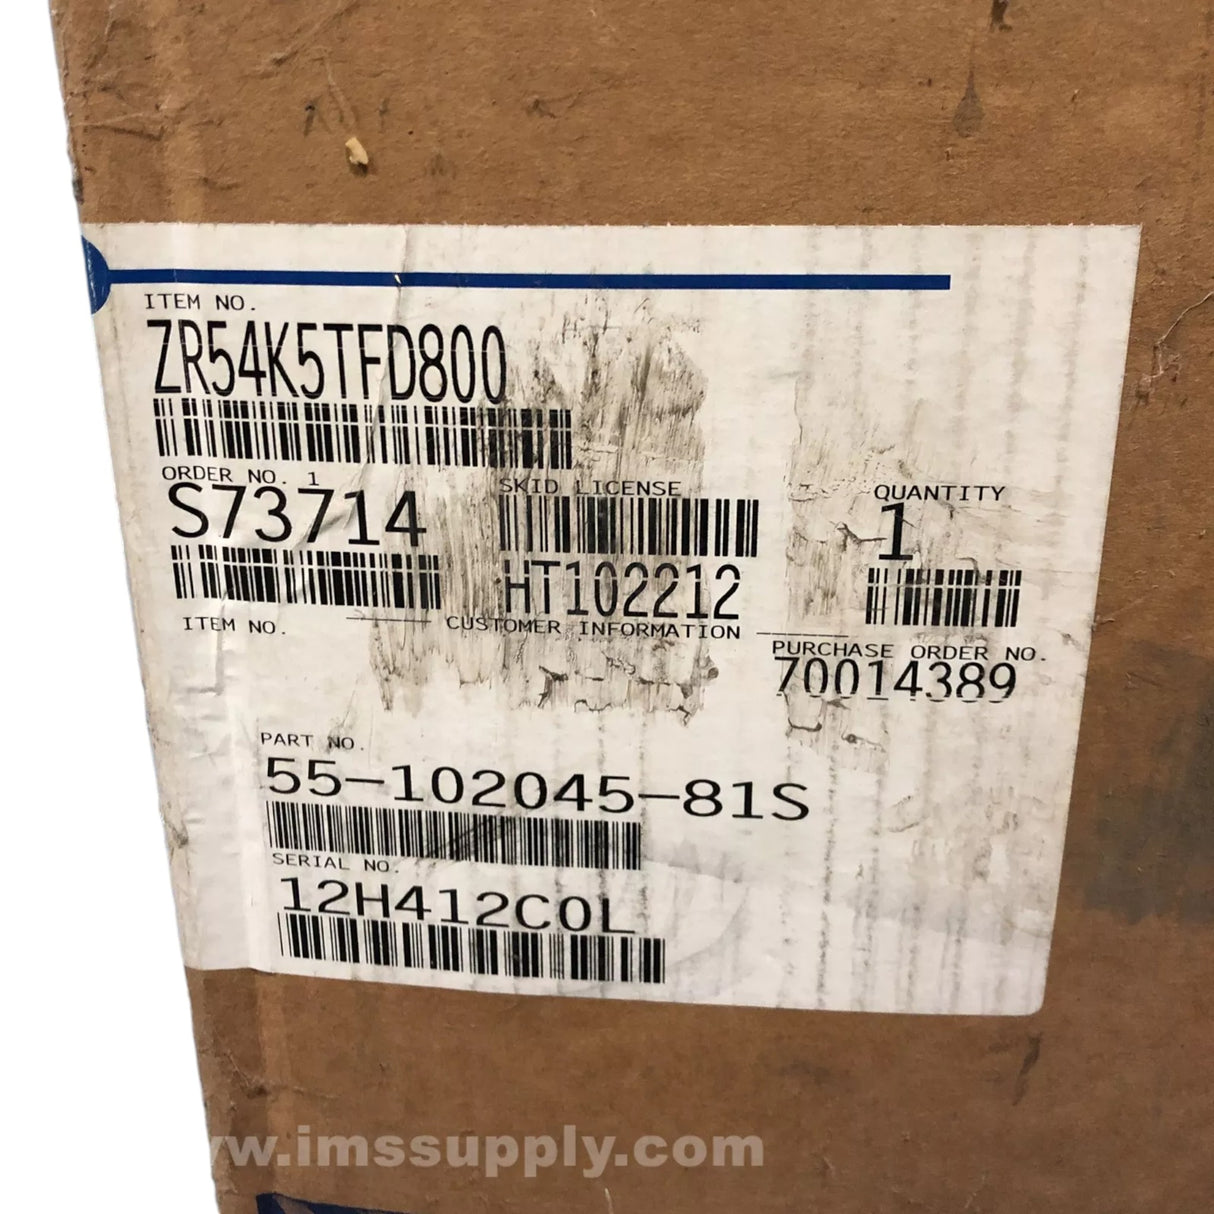 ITEM NO.
ZR54K5TFD800
ORDER NO. 1
S73714
SKID LICENSE
HT102212
QUANTITY
1
ITEM NO.
CUSTOMER INFORMATION
PURCHASE ORDER NO.
70014389
PART NO.
55-102045-81S
SERIAL NO.
12H412C0L
www.imssupply.com